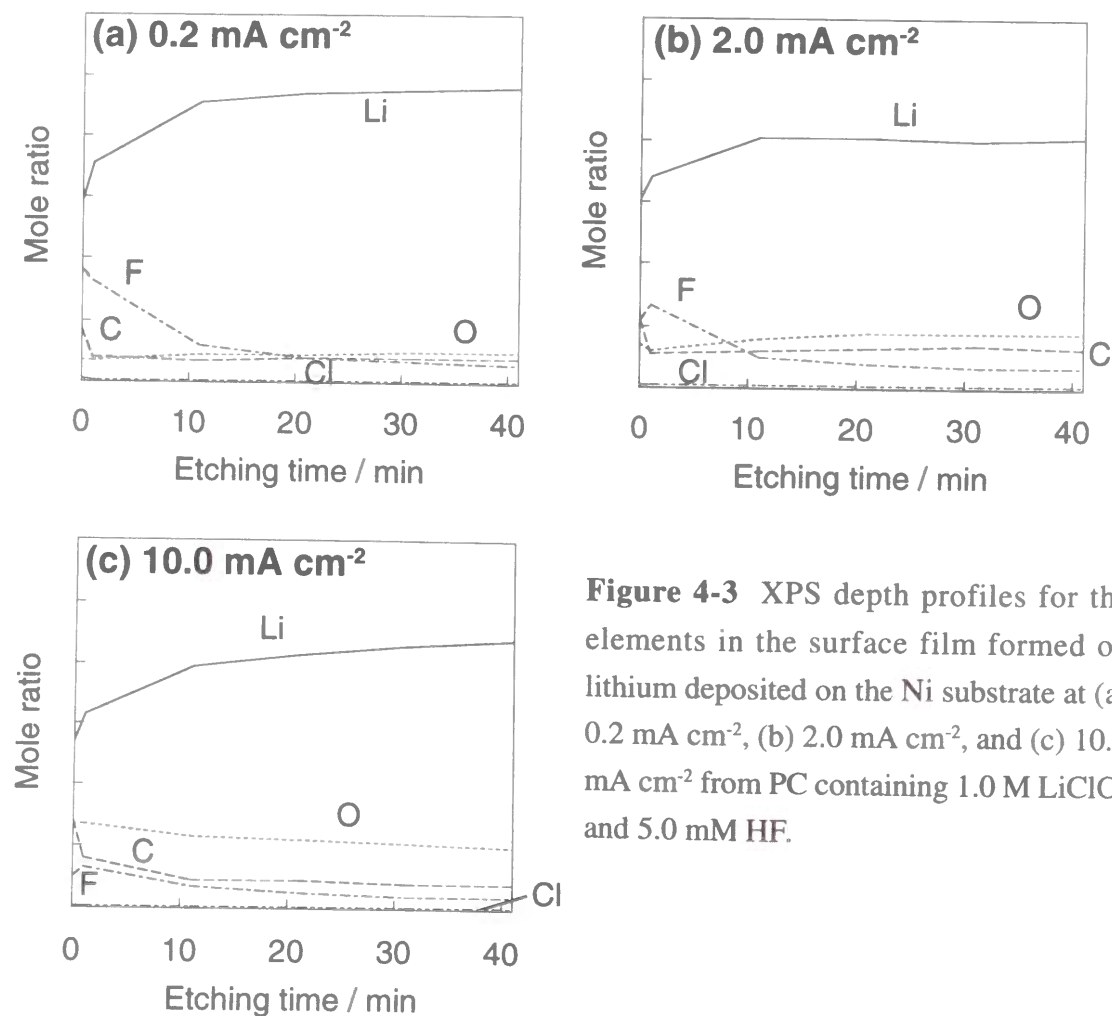 (a) 0.2 mA cm-2
Mole ratio
Li
F
C
O
Cl
0 10 20 30 40
Etching time / min
(b) 2.0 mA cm-2
Mole ratio
Li
F
O
C
Cl
0 10 20 30 40
Etching time / min
(c) 10.0 mA cm-2
Mole ratio
Li
O
C
F
Cl
0 10 20 30 40
Etching time / min
Figure 4-3 XPS depth profiles for th
elements in the surface film formed o
lithium deposited on the Ni substrate at (a
0.2 mA cm-2, (b) 2.0 mA cm-2, and (c) 10.
mA cm-2 from PC containing 1.0 M LiClO
and 5.0 mM HF.